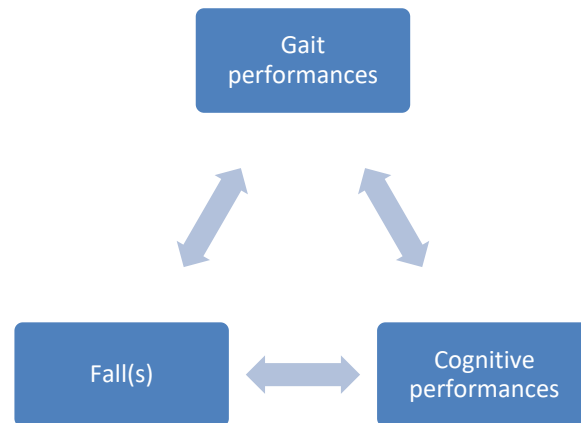 Gait
performances
Fall(s)
Cognitive
performances